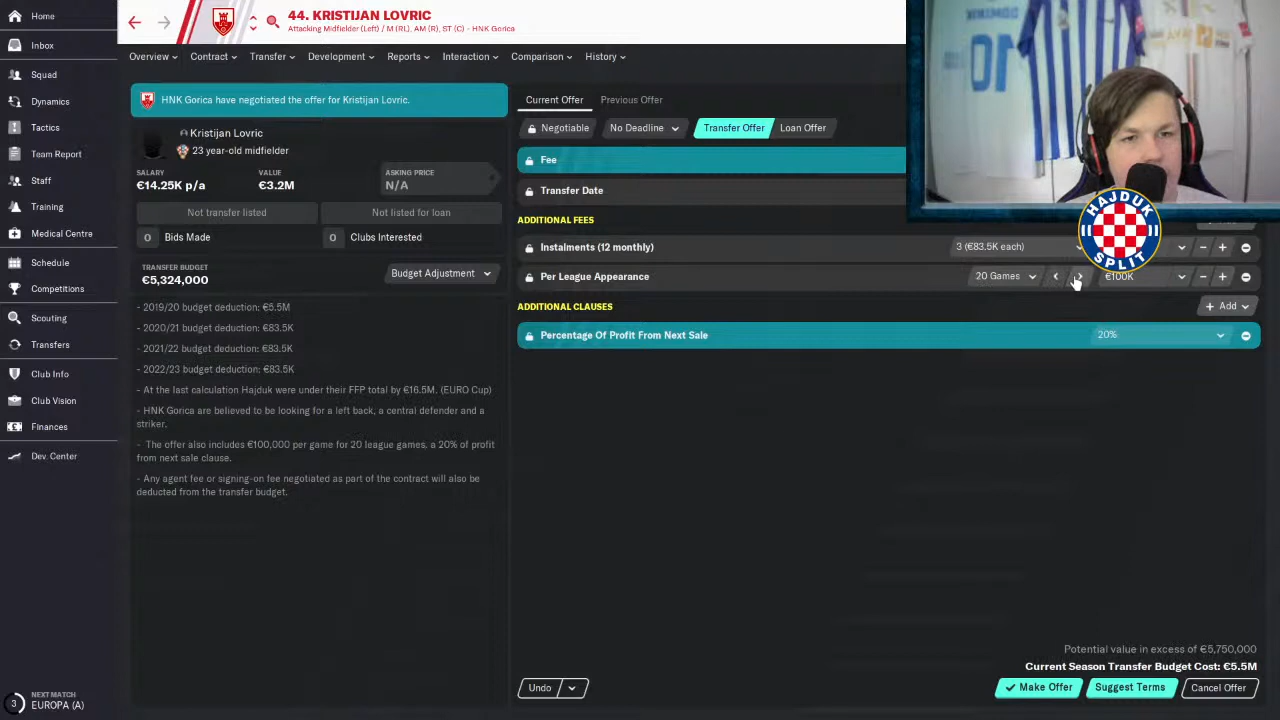 Home
Inbox
Squad
Dynamics
Tactics
Team Report
Staff
Training
Medical Centre
Schedule
Competitions
Scouting
Transfers
Club Info
Club Vision
Finances
Dev. Center
3
NEXT MATCH
EUROPA (A)
44. KRISTIJAN LOVRIC
Attacking Midfielder (Left) / M (RL), AM (R), ST (C) - HNK Gorica
Overview
Contract
Transfer
Development
Reports
Interaction
Comparison
History
HNK Gorica have negotiated the offer for Kristijan Lovric.
Kristijan Lovric
23 year-old midfielder
SALARY
€14.25K p/a
VALUE
€3.2M
ASKING PRICE
N/A
Not transfer listed
Not listed for loan
0 Bids Made
0 Clubs Interested
TRANSFER BUDGET
€5,324,000
Budget Adjustment
- 2019/20 budget deduction: €5.5M
- 2020/21 budget deduction: €83.5K
- 2021/22 budget deduction: €83.5K
- 2022/23 budget deduction: €83.5K
- At the last calculation Hajduk were under their FFP total by €16.5M. (EURO Cup)
- HNK Gorica are believed to be looking for a left back, a central defender and a
striker.
- The offer also includes €100,000 per game for 20 league games, a 20% of profit
from next sale clause.
- Any agent fee or signing-on fee negotiated as part of the contract will also be
deducted from the transfer budget.
Current Offer
Previous Offer
Negotiable
No Deadline
Transfer Offer
Loan Offer
Fee
Transfer Date
ADDITIONAL FEES
Instalments (12 monthly)
3 (€83.5K each)
Per League Appearance
20 Games
€100K
ADDITIONAL CLAUSES
+ Add
Percentage Of Profit From Next Sale
20%
HAJDUK
SPLIT
10
Potential value in excess of €5,750,000
Current Season Transfer Budget Cost: €5.5M
Undo
Make Offer
Suggest Terms
Cancel Offer